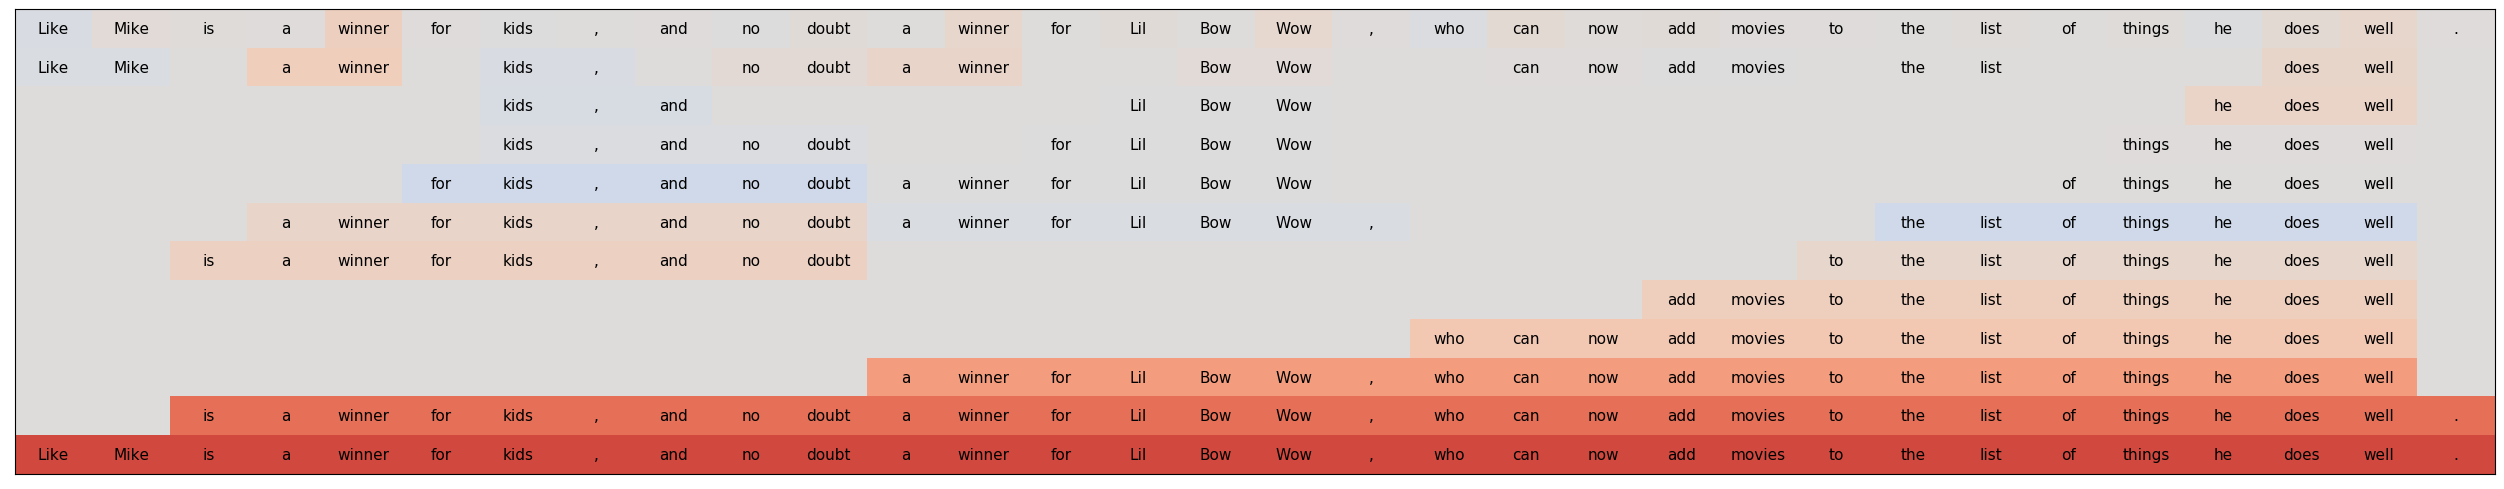 Like Mike is a winner for kids , and no doubt a winner for Lil Bow Wow , who can now add movies to the list of things he does well .
Like Mike a winner kids , no doubt a winner Bow Wow can now add movies the list does well
kids , and Lil Bow Wow he does well
kids , and no doubt for Lil Bow Wow things he does well
for kids , and no doubt a winner for Lil Bow Wow of things he does well
a winner for kids , and no doubt a winner for Lil Bow Wow , the list of things he does well
is a winner for kids , and no doubt to the list of things he does well
add movies to the list of things he does well
who can now add movies to the list of things he does well
a winner for Lil Bow Wow , who can now add movies to the list of things he does well
is a winner for kids , and no doubt a winner for Lil Bow Wow , who can now add movies to the list of things he does well .
Like Mike is a winner for kids , and no doubt a winner for Lil Bow Wow , who can now add movies to the list of things he does well .